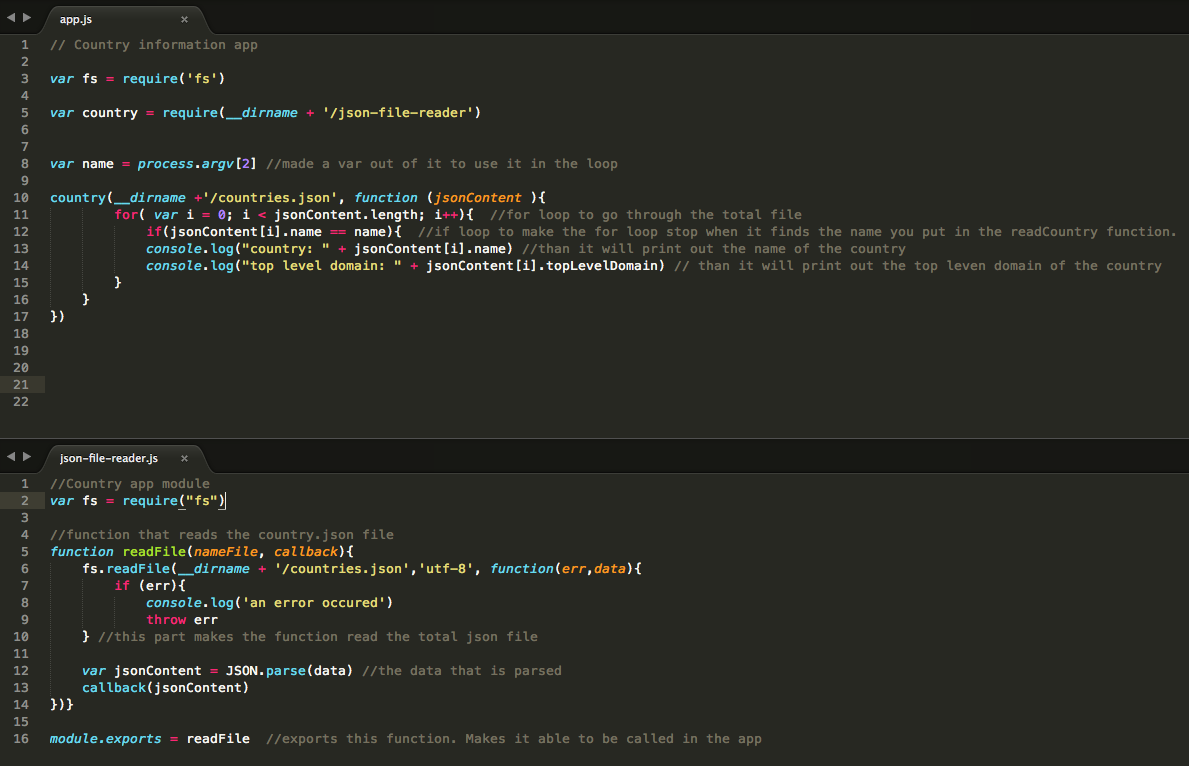 app.js ×
1 // Country information app
2
3 var fs = require('fs')
4
5 var country = require(__dirname + '/json-file-reader')
6
7
8 var name = process.argv[2] //made a var out of it to use it in the loop
9
10 country(__dirname +'/countries.json', function (jsonContent ){
11         for( var i = 0; i < jsonContent.length; i++){  //for loop to go through the total file
12             if(jsonContent[i].name == name){  //if loop to make the for loop stop when it finds the name you put in the readCountry function.
13             console.log("country: " + jsonContent[i].name) //than it will print out the name of the country
14             console.log("top level domain: " + jsonContent[i].topLevelDomain) // than it will print out the top leven domain of the country
15         }
16     }
17 })
18
19
20
21
22
json-file-reader.js ×
1 //Country app module
2 var fs = require("fs")
3
4 //function that reads the country.json file
5 function readFile(nameFile, callback){
6     fs.readFile(__dirname + '/countries.json','utf-8', function(err,data){
7         if (err){
8             console.log('an error occured')
9             throw err
10     } //this part makes the function read the total json file
11
12     var jsonContent = JSON.parse(data) //the data that is parsed
13     callback(jsonContent)
14 })}
15
16 module.exports = readFile  //exports this function. Makes it able to be called in the app